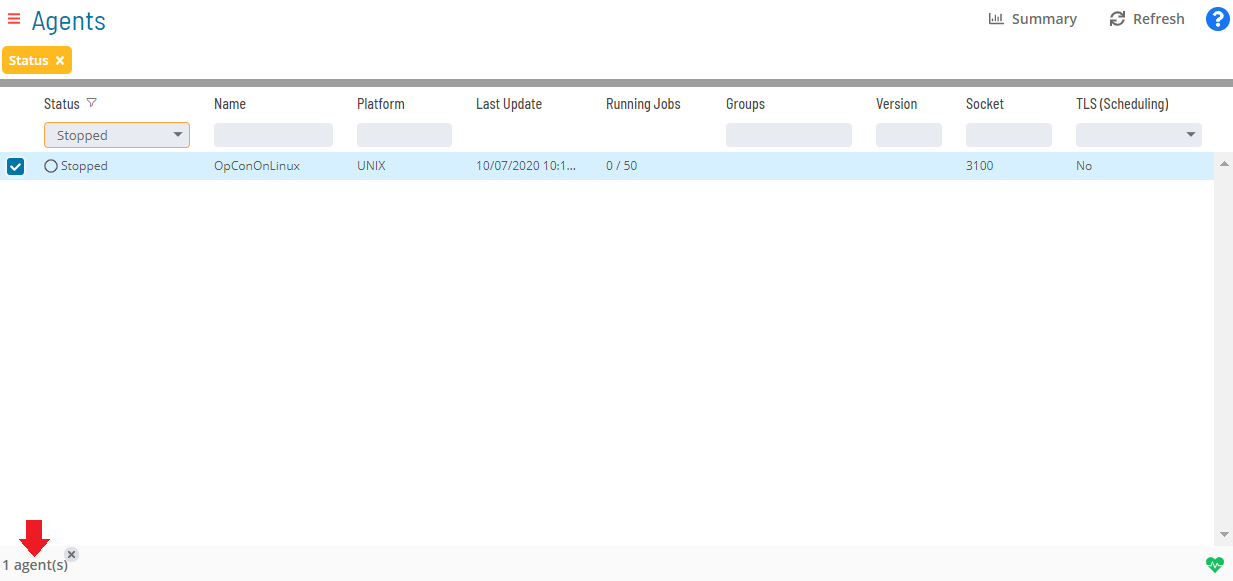 Agents
Summary Refresh ?
Status ×
Status Name Platform Last Update Running Jobs Groups Version Socket TLS (Scheduling)
Stopped
Stopped OpConOnLinux UNIX 10/07/2020 10:1... 0 / 50 3100 No
1 agent(s)